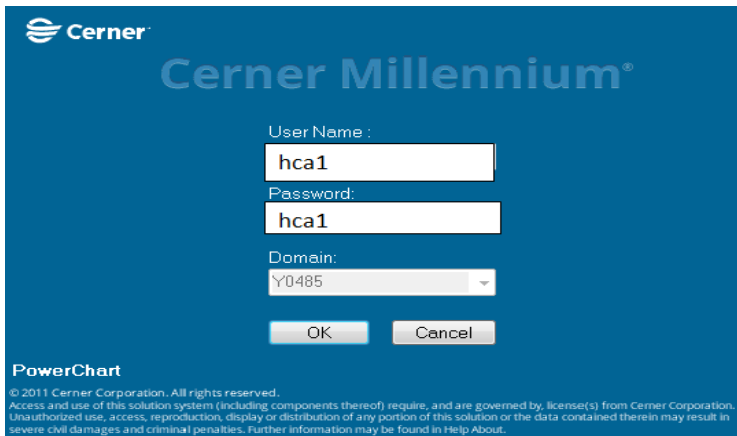 Cerner
Cerner Millennium®
User Name :
hca1
Password:
hca1
Domain:
Y0485
OK Cancel
PowerChart
© 2011 Cerner Corporation. All rights reserved.
Access and use of this solution system (including components thereof) require, and are governed by, license(s) from Cerner Corporation.
Unauthorized use, access, reproduction, display or distribution of any portion of this solution or the data contained therein may result in
severe civil damages and criminal penalties. Further information may be found in Help About.